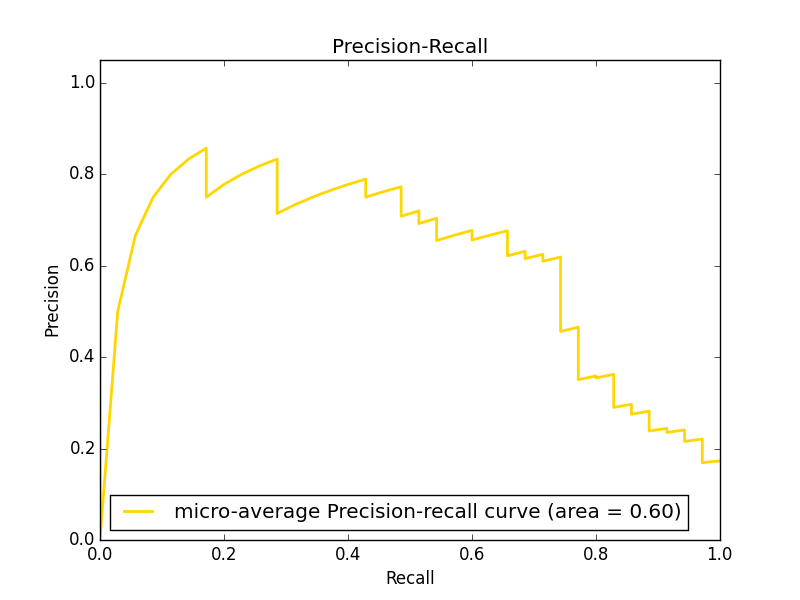 Precision-Recall
1.0
0.8
0.6
0.4
0.2
0.0
Precision
micro-average Precision-recall curve (area = 0.60)
0.0 0.2 0.4 0.6 0.8 1.0
Recall